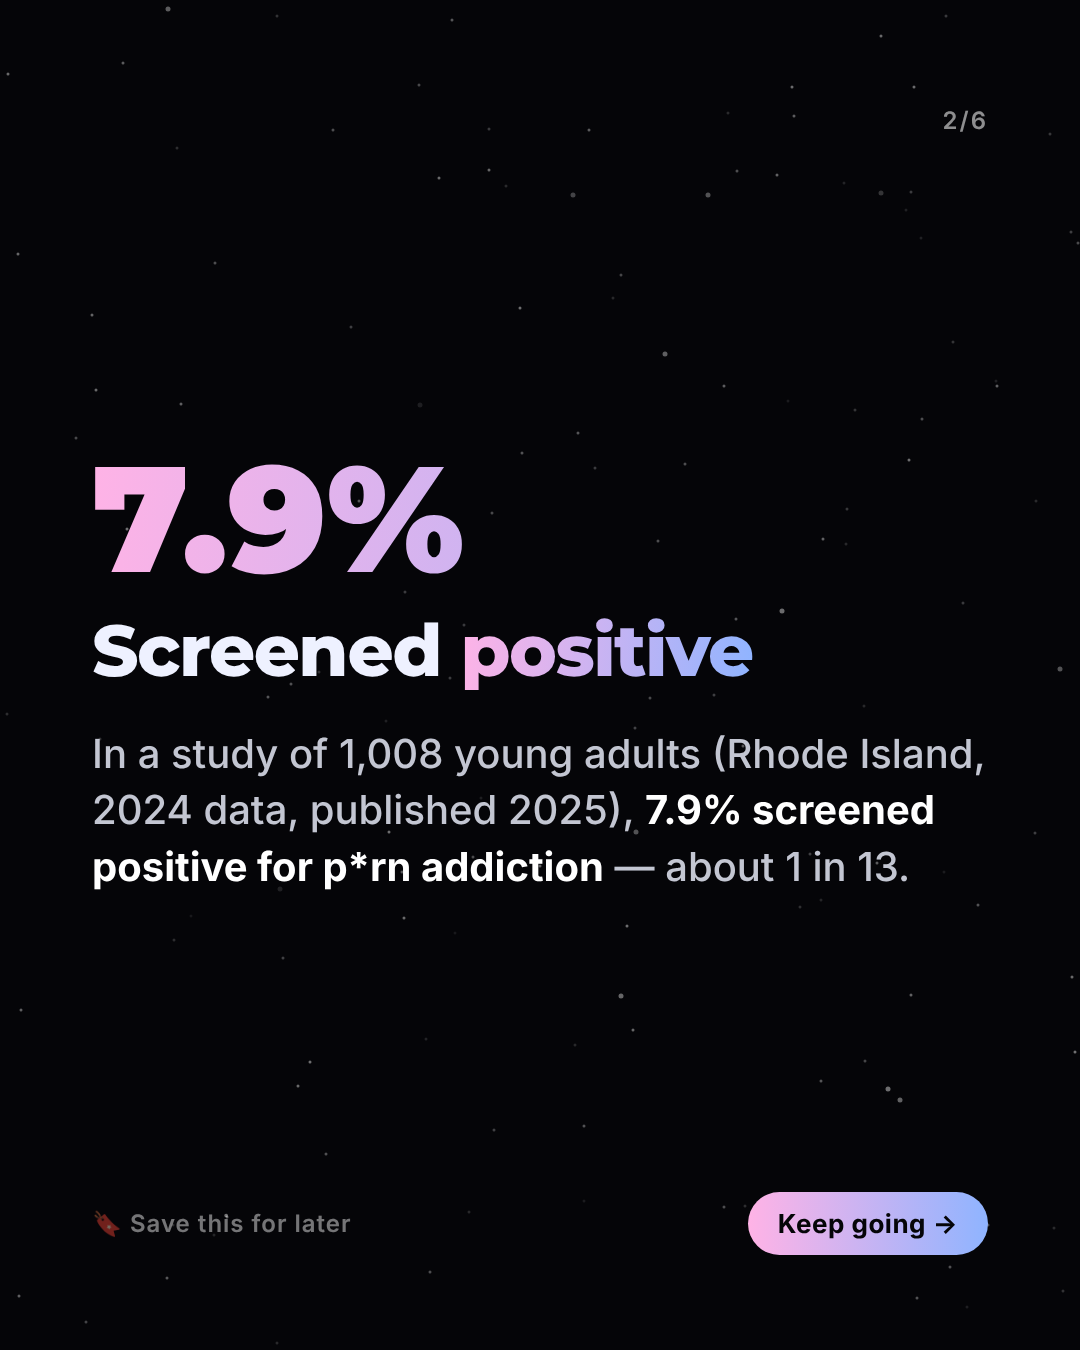 2/6
7.9%
Screened positive
In a study of 1,008 young adults (Rhode Island,
2024 data, published 2025), 7.9% screened
positive for p*rn addiction — about 1 in 13.
🔖 Save this for later
Keep going →